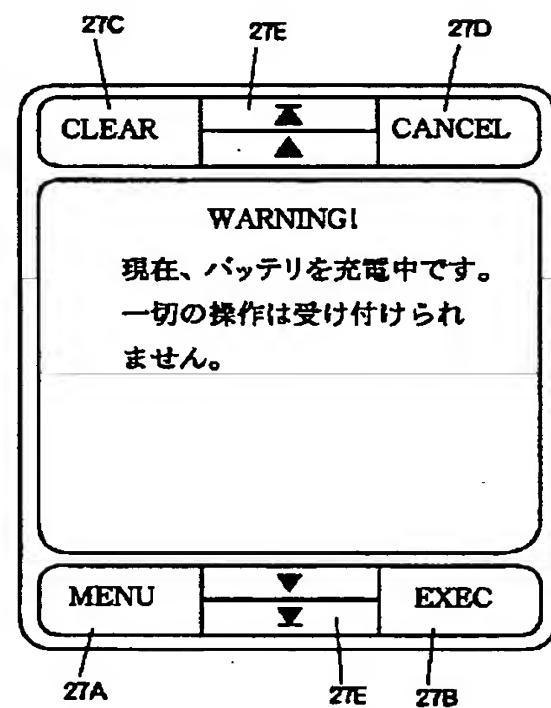 27C 27E 27D
CLEAR CANCEL
WARNING!
現在、バッテリを充電中です。
一切の操作は受け付けられ
ません。
MENU EXEC
27A 27E 27B